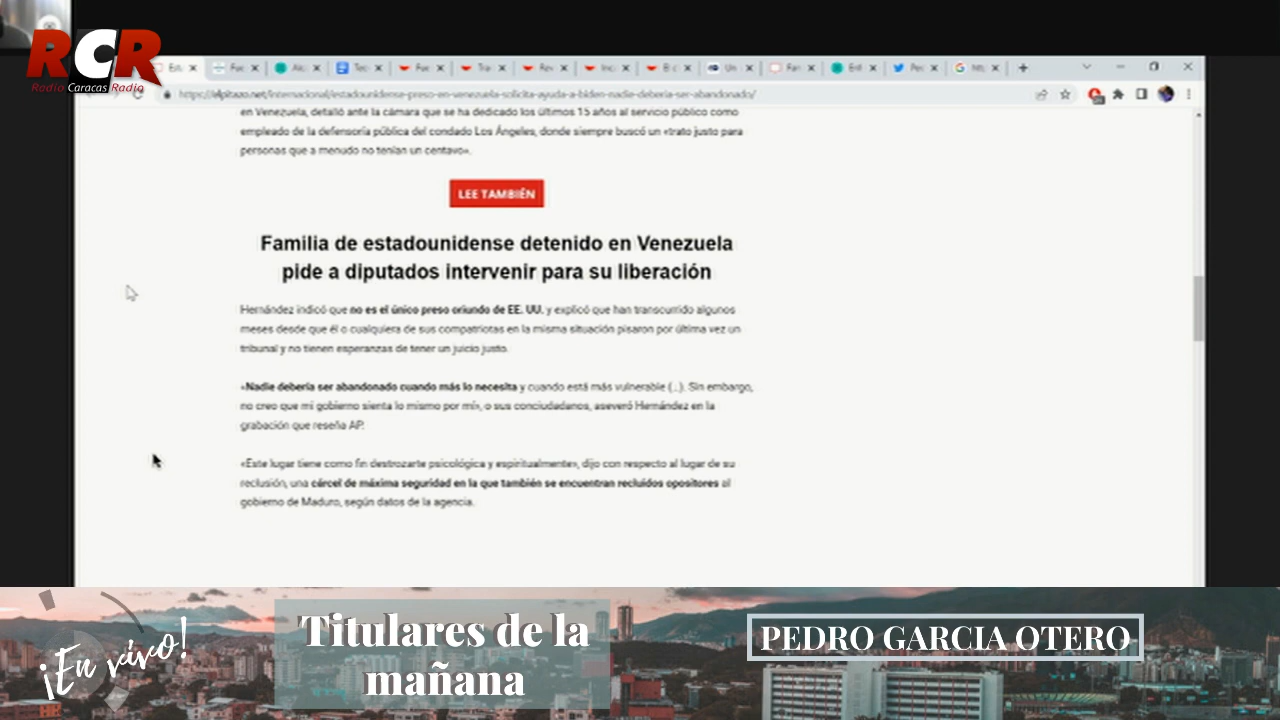 RCR
Radio Caracas Radio
https://elpitazo.net/internacional/estadounidense-preso-en-venezuela-solicita-ayuda-a-biden-nadie-deberia-ser-abandonado/
en Venezuela, detalló ante la cámara que se ha dedicado los últimos 15 años al servicio público como
empleado de la defensoría pública del condado Los Ángeles, donde siempre buscó un «trato justo para
personas que a menudo no tenían un centavo».
LEE TAMBIÉN
Familia de estadounidense detenido en Venezuela
pide a diputados intervenir para su liberación
Hernández indicó que no es el único preso oriundo de EE. UU. y explicó que han transcurrido algunos
meses desde que él o cualquiera de sus compatriotas en la misma situación pisaron por última vez un
tribunal y no tienen esperanzas de tener un juicio justo.
«Nadie debería ser abandonado cuando más lo necesita y cuando está más vulnerable (...). Sin embargo,
no creo que mi gobierno sienta lo mismo por mí», o sus conciudadanos, aseveró Hernández en la
grabación que reseña AP.
«Este lugar tiene como fin destrozarte psicológica y espiritualmente», dijo con respecto al lugar de su
reclusión, una cárcel de máxima seguridad en la que también se encuentran recluidos opositores al
gobierno de Maduro, según datos de la agencia.
¡En vivo!
Titulares de la
mañana
PEDRO GARCIA OTERO